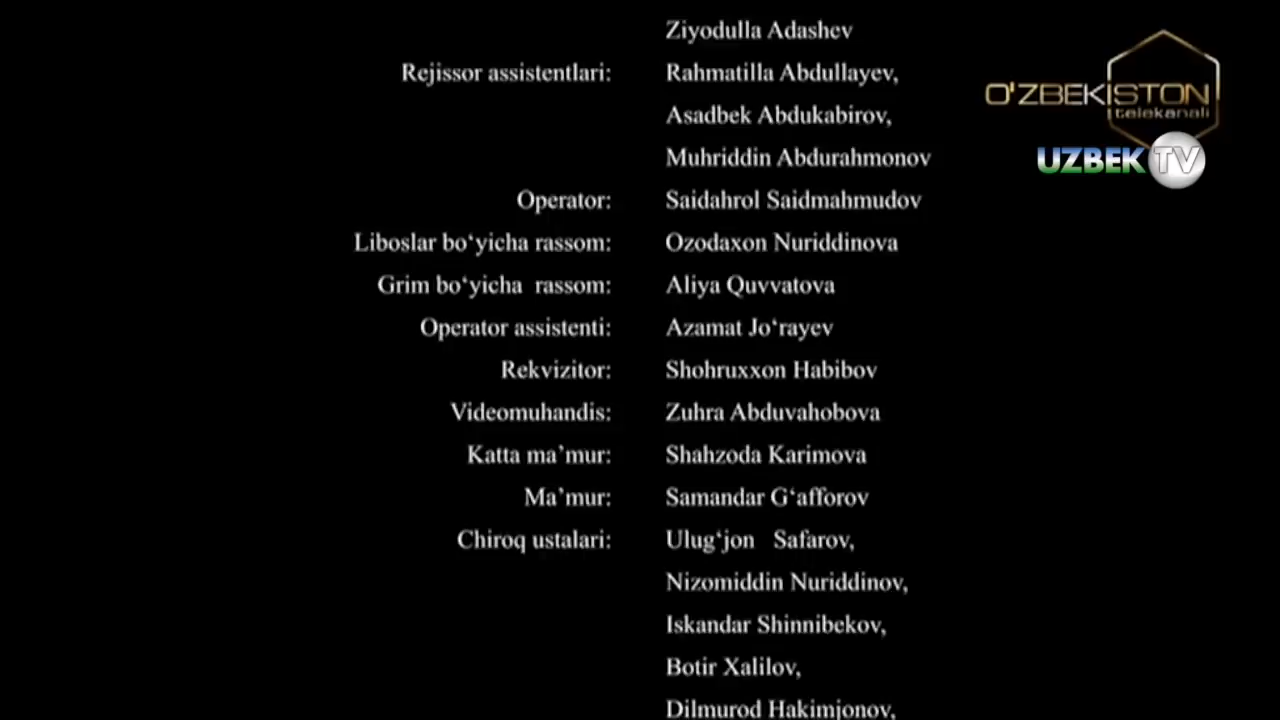 Ziyodulla Adashev
Rejissor assistentlari: Rahmatilla Abdullayev,
Asadbek Abdukabirov,
Muhriddin Abdurahmonov
Operator: Saidahrol Saidmahmudov
Liboslar bo‘yicha rassom: Ozodaxon Nuriddinova
Grim bo‘yicha  rassom: Aliya Quvvatova
Operator assistenti: Azamat Jo‘rayev
Rekvizitor: Shohruxxon Habibov
Videomuhandis: Zuhra Abduvahobova
Katta ma’mur: Shahzoda Karimova
Ma’mur: Samandar G‘afforov
Chiroq ustalari: Ulug‘jon   Safarov,
Nizomiddin Nuriddinov,
Iskandar Shinnibekov,
Botir Xalilov,
Dilmurod Hakimjonov,
O'ZBEKISTON
telekanali
UZBEK TV